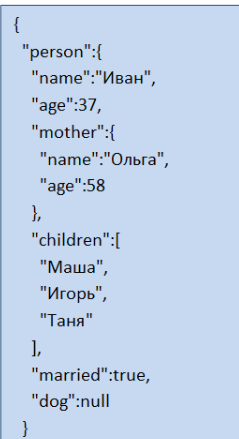 {
"person":{
"name":"Иван",
"age":37,
"mother":{
"name":"Ольга",
"age":58
},
"children":[
"Маша",
"Игорь",
"Таня"
],
"married":true,
"dog":null
}